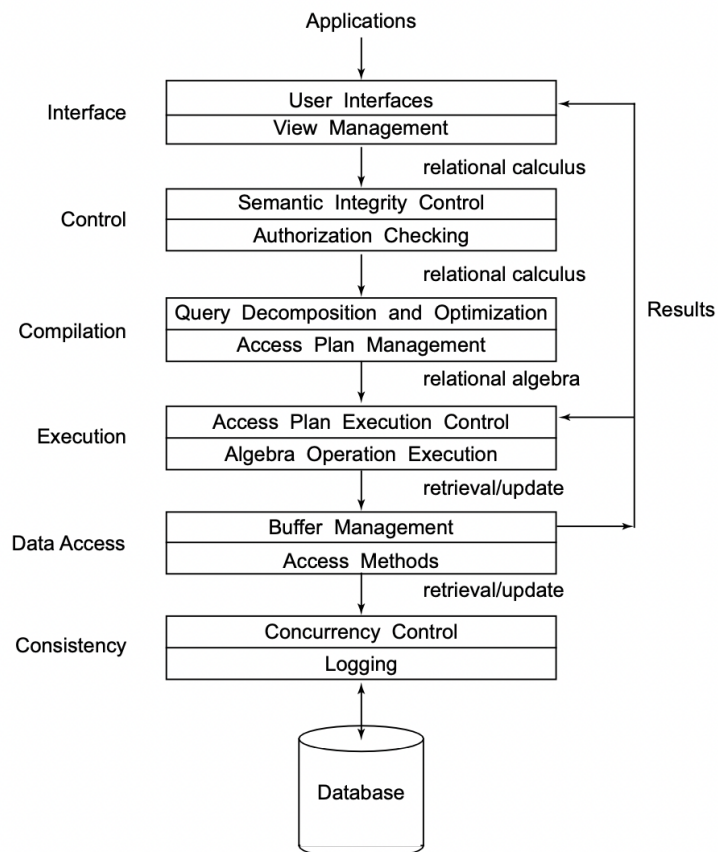 Applications
Interface
User Interfaces
View Management
relational calculus
Control
Semantic Integrity Control
Authorization Checking
relational calculus
Compilation
Query Decomposition and Optimization
Access Plan Management
Results
relational algebra
Execution
Access Plan Execution Control
Algebra Operation Execution
retrieval/update
Data Access
Buffer Management
Access Methods
retrieval/update
Consistency
Concurrency Control
Logging
Database